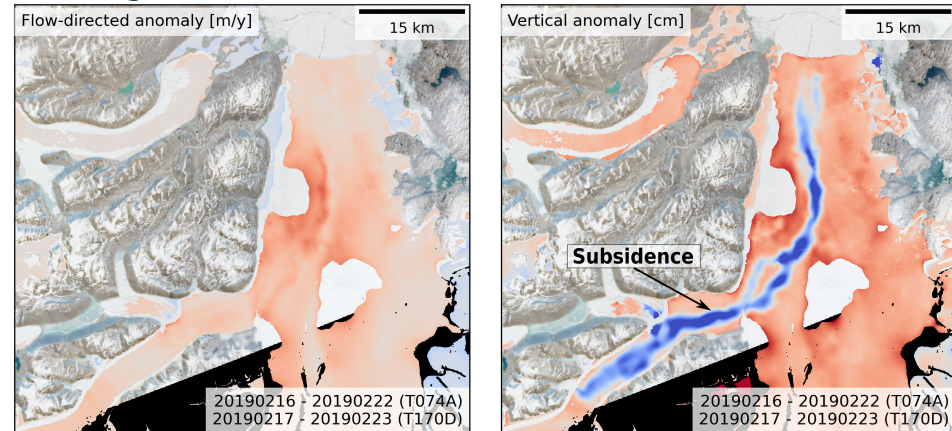 Flow-directed anomaly [m/y]
15 km
20190216 - 20190222 (T074A)
20190217 - 20190223 (T170D)
Vertical anomaly [cm]
15 km
Subsidence
20190216 - 20190222 (T074A)
20190217 - 20190223 (T170D)